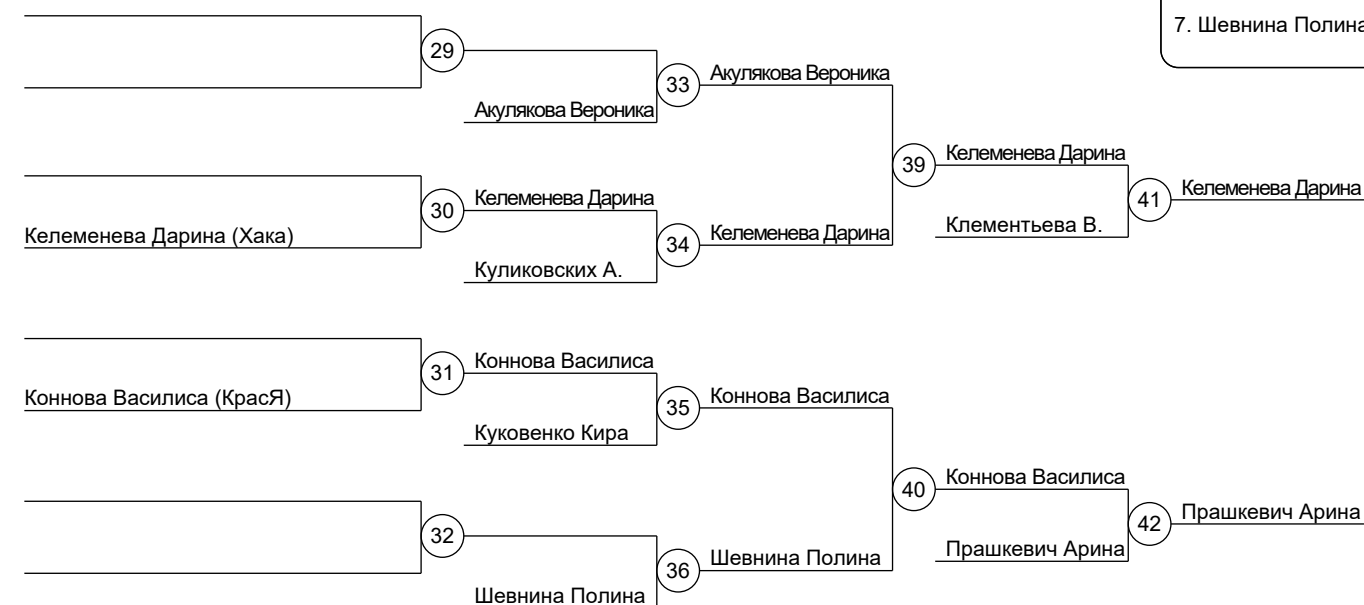 7. Шевнина Полина
29
33
Акулякова Вероника
Акулякова Вероника
39
Келеменева Дарина
41
Келеменева Дарина
30
Келеменева Дарина
Келеменева Дарина (Хака)
34
Келеменева Дарина
Клементьева В.
Куликовских А.
31
Коннова Василиса
Коннова Василиса (КрасЯ)
35
Коннова Василиса
Куковенко Кира
40
Коннова Василиса
42
Прашкевич Арина
32
Прашкевич Арина
36
Шевнина Полина
Шевнина Полина